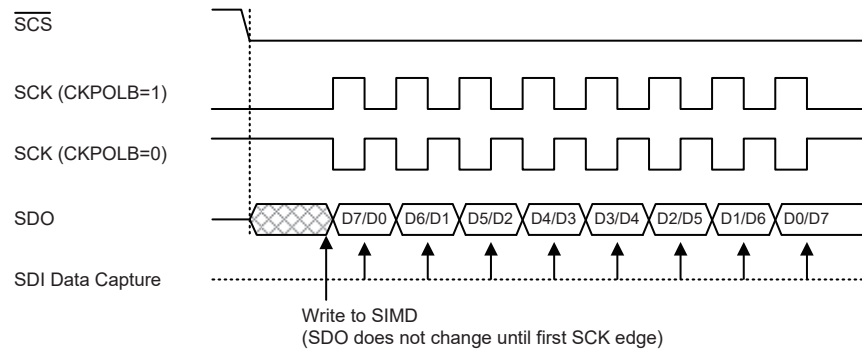 SCS
SCK (CKPOLB=1)
SCK (CKPOLB=0)
SDO
D7/D0 D6/D1 D5/D2 D4/D3 D3/D4 D2/D5 D1/D6 D0/D7
SDI Data Capture
Write to SIMD
(SDO does not change until first SCK edge)